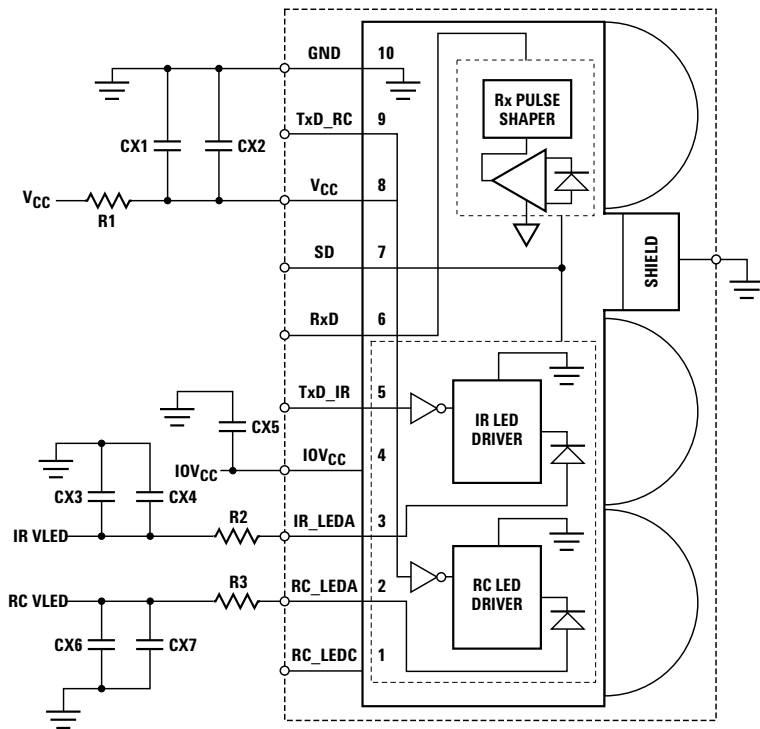 GND 10
Rx PULSE
SHAPER
TxD_RC 9
CX1 CX2
VCC R1 VCC 8
SD 7
SHIELD
RxD 6
TxD_IR 5
IR LED
DRIVER
CX5
IOVCC IOVCC 4
CX3 CX4
IR VLED R2 IR_LEDA 3
RC VLED R3 RC_LEDA 2
RC LED
DRIVER
CX6 CX7
RC_LEDC 1